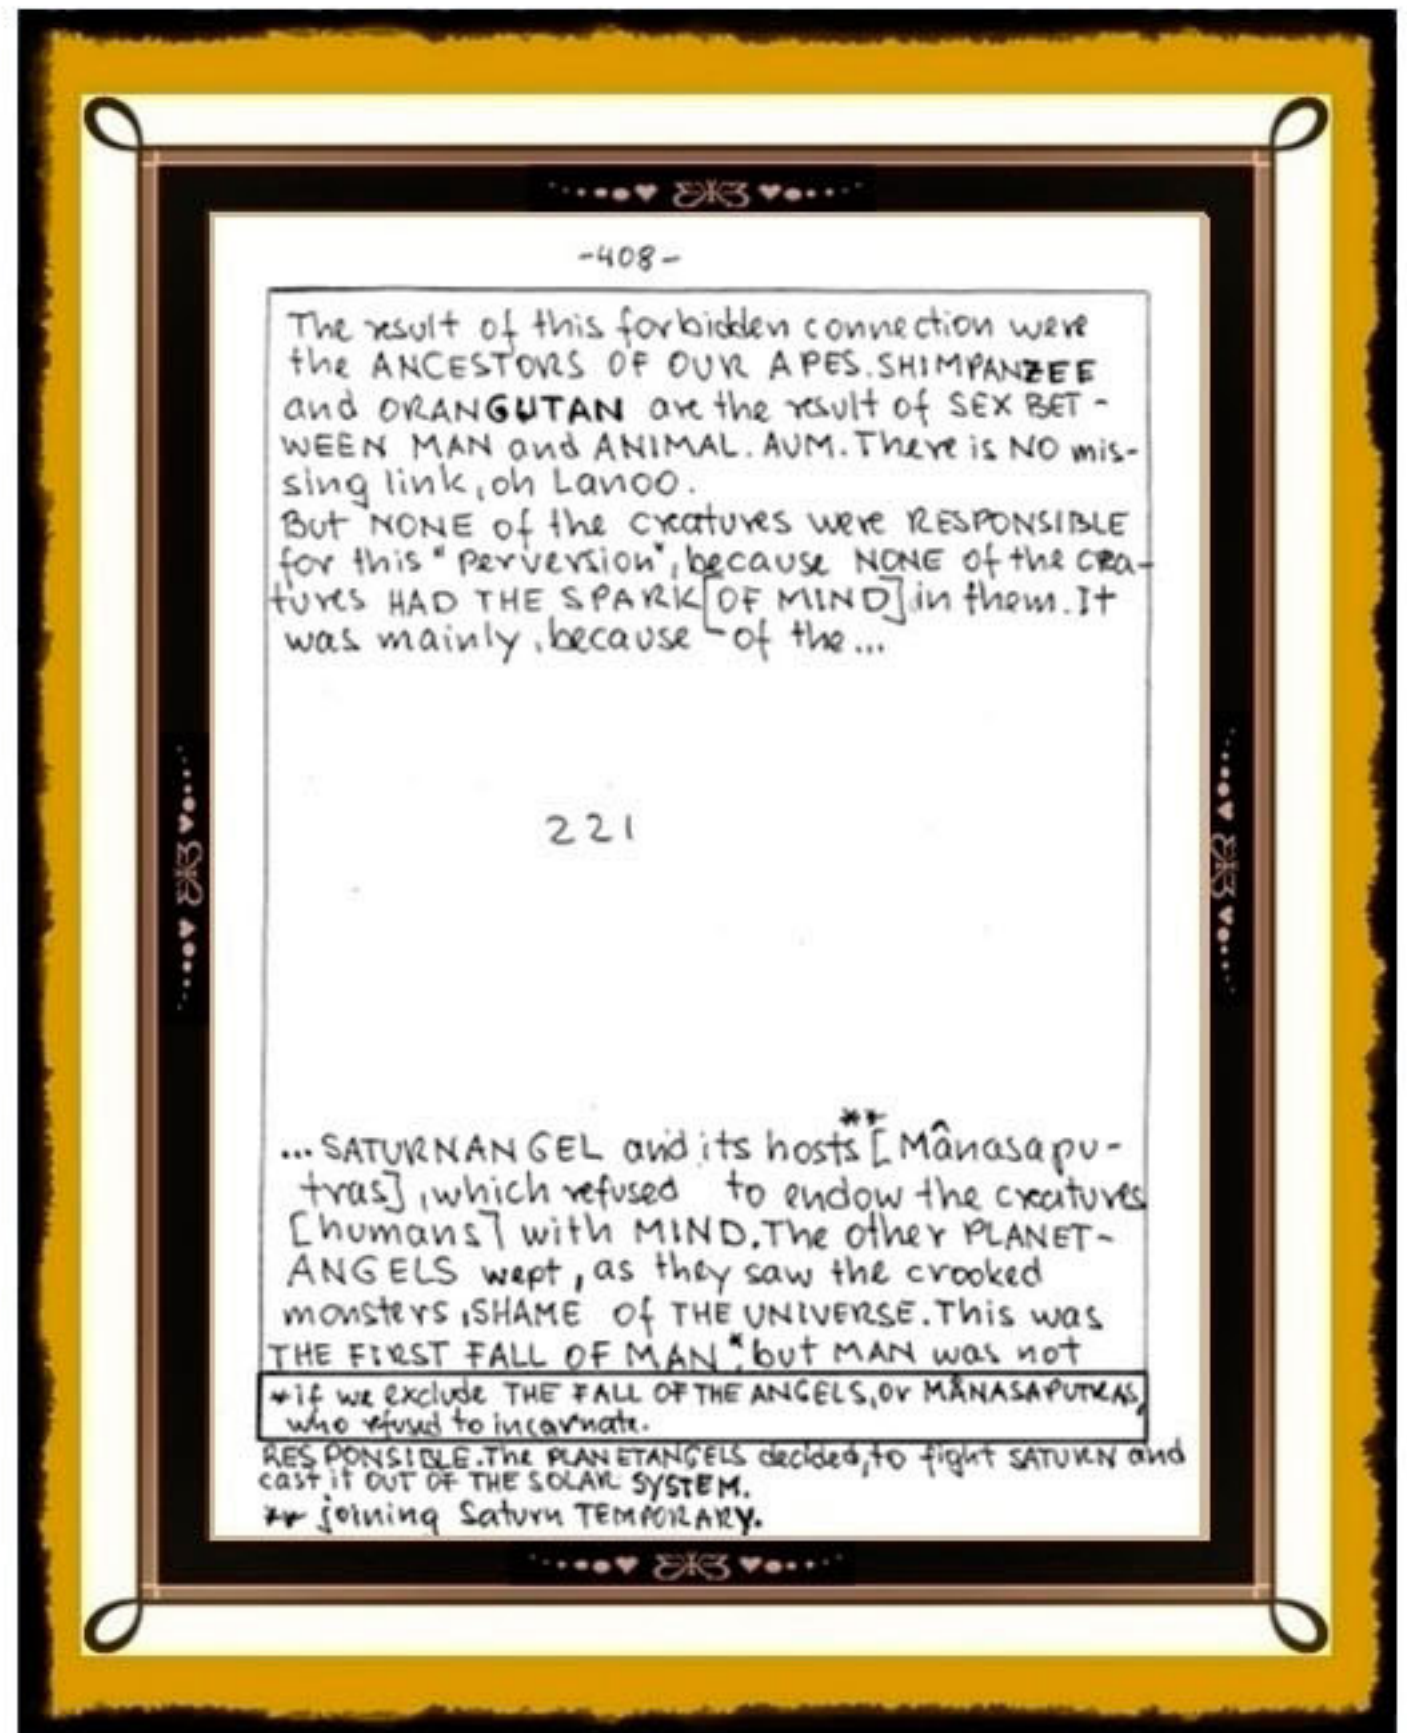 -408-
The result of this forbidden connection were
the ANCESTORS OF OUR APES. SHIMPANZEE
and ORANGUTAN are the result of SEX BET-
WEEN MAN and ANIMAL. AUM. There is NO mis-
sing link, oh Lanoo.
But NONE of the creatures were RESPONSIBLE
for this "perversion", because NONE of the CREA-
tures HAD THE SPARK [OF MIND] in them. It
was mainly, because of the...
221
... SATURNANGEL and its hosts** [Mânasapu-
tras], which refused to endow the creatures
[humans] with MIND. The other PLANET-
ANGELS wept, as they saw the crooked
monsters, SHAME of THE UNIVERSE. This was
THE FIRST FALL OF MAN*, but MAN was not
*if we exclude THE FALL OF THE ANGELS, or MÂNASAPUTRAS,
who refused to incarnate.
RESPONSIBLE. The PLANETANGELS decided, to fight SATURN and
cast it OUT OF THE SOLAR SYSTEM.
** joining Saturn TEMPORARY.